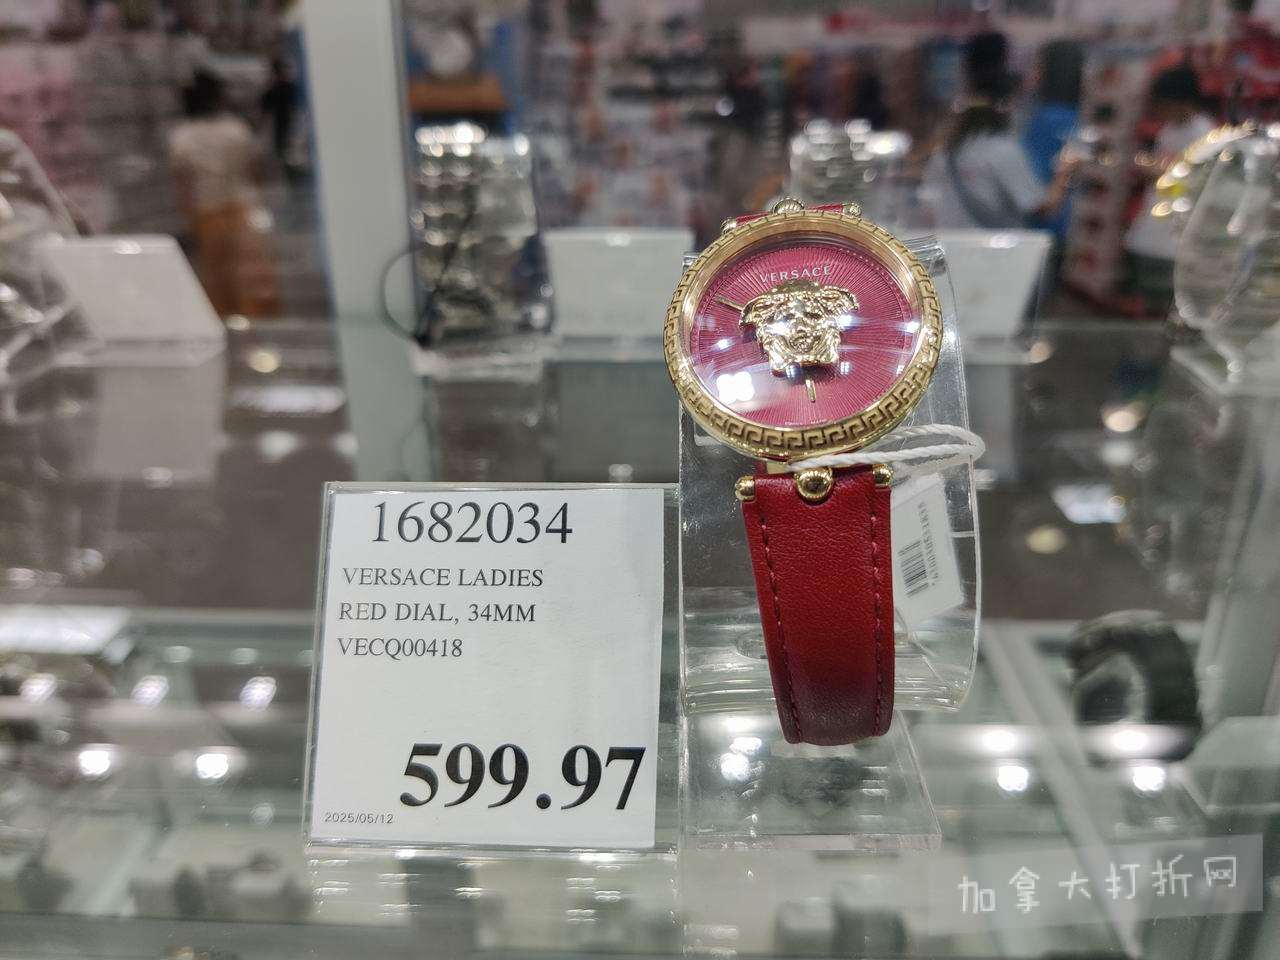 VERSACE
1682034
VERSACE LADIES
RED DIAL, 34MM
VECQ00418
599.97
2025/05/12
加拿大打折网